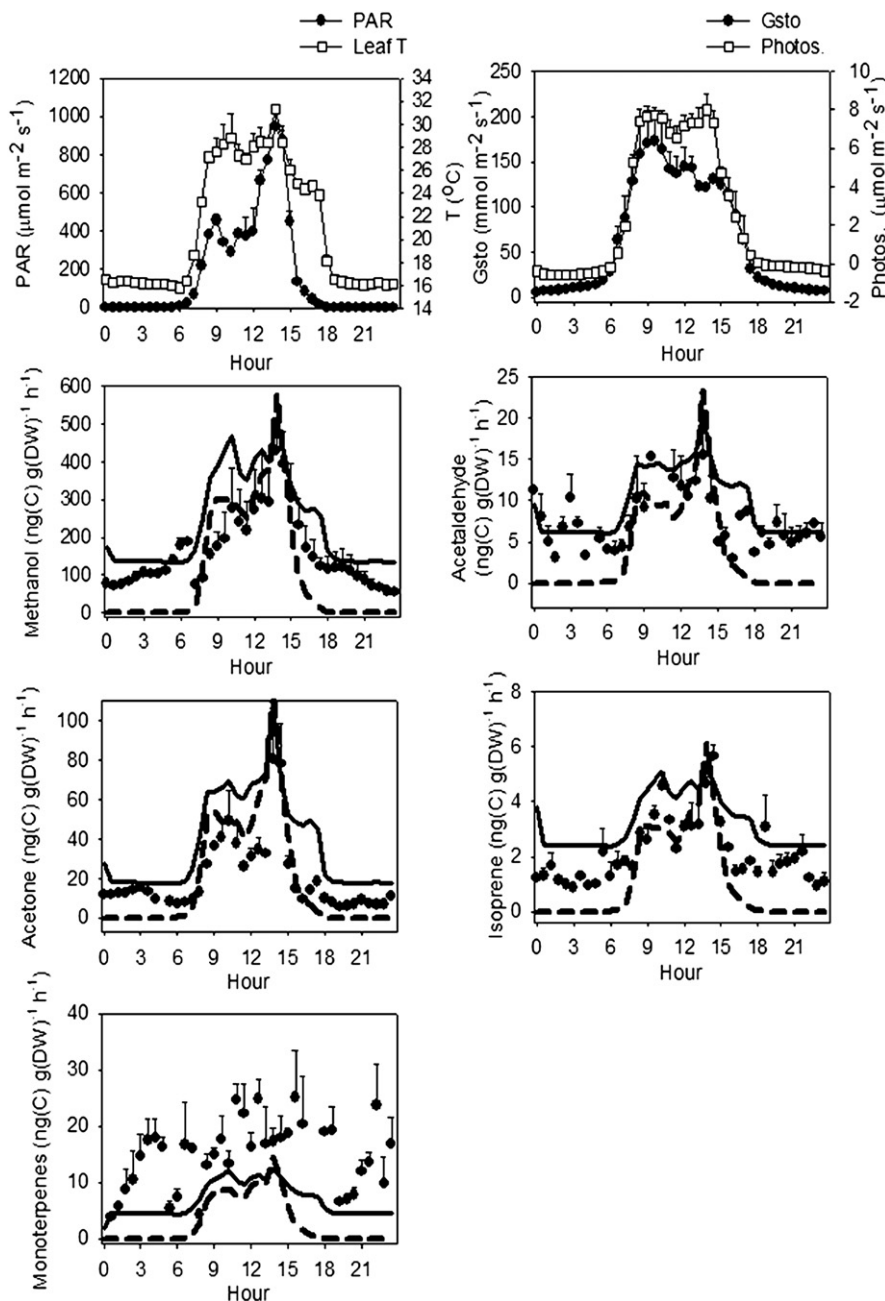 PAR
Leaf T
Gsto
Photos.
1200
1000
800
600
400
200
0
PAR (µmol m⁻² s⁻¹)
34
32
30
28
26
24
22
20
18
16
14
T (°C)
0 3 6 9 12 15 18 21
Hour
250
200
150
100
50
0
Gsto (mmol m⁻² s⁻¹)
10
8
6
4
2
0
-2
Photos. (µmol m⁻² s⁻¹)
0 3 6 9 12 15 18 21
Hour
600
500
400
300
200
100
0
Methanol (ng(C) g(DW)⁻¹ h⁻¹)
0 3 6 9 12 15 18 21
Hour
25
20
15
10
5
0
Acetaldehyde
(ng(C) g(DW)⁻¹ h⁻¹)
0 3 6 9 12 15 18 21
Hour
100
80
60
40
20
0
Acetone (ng(C) g(DW)⁻¹ h⁻¹)
0 3 6 9 12 15 18 21
Hour
8
6
4
2
0
Isoprene (ng(C) g(DW)⁻¹ h⁻¹)
0 3 6 9 12 15 18 21
Hour
40
30
20
10
0
Monoterpenes (ng(C) g(DW)⁻¹ h⁻¹)
0 3 6 9 12 15 18 21
Hour